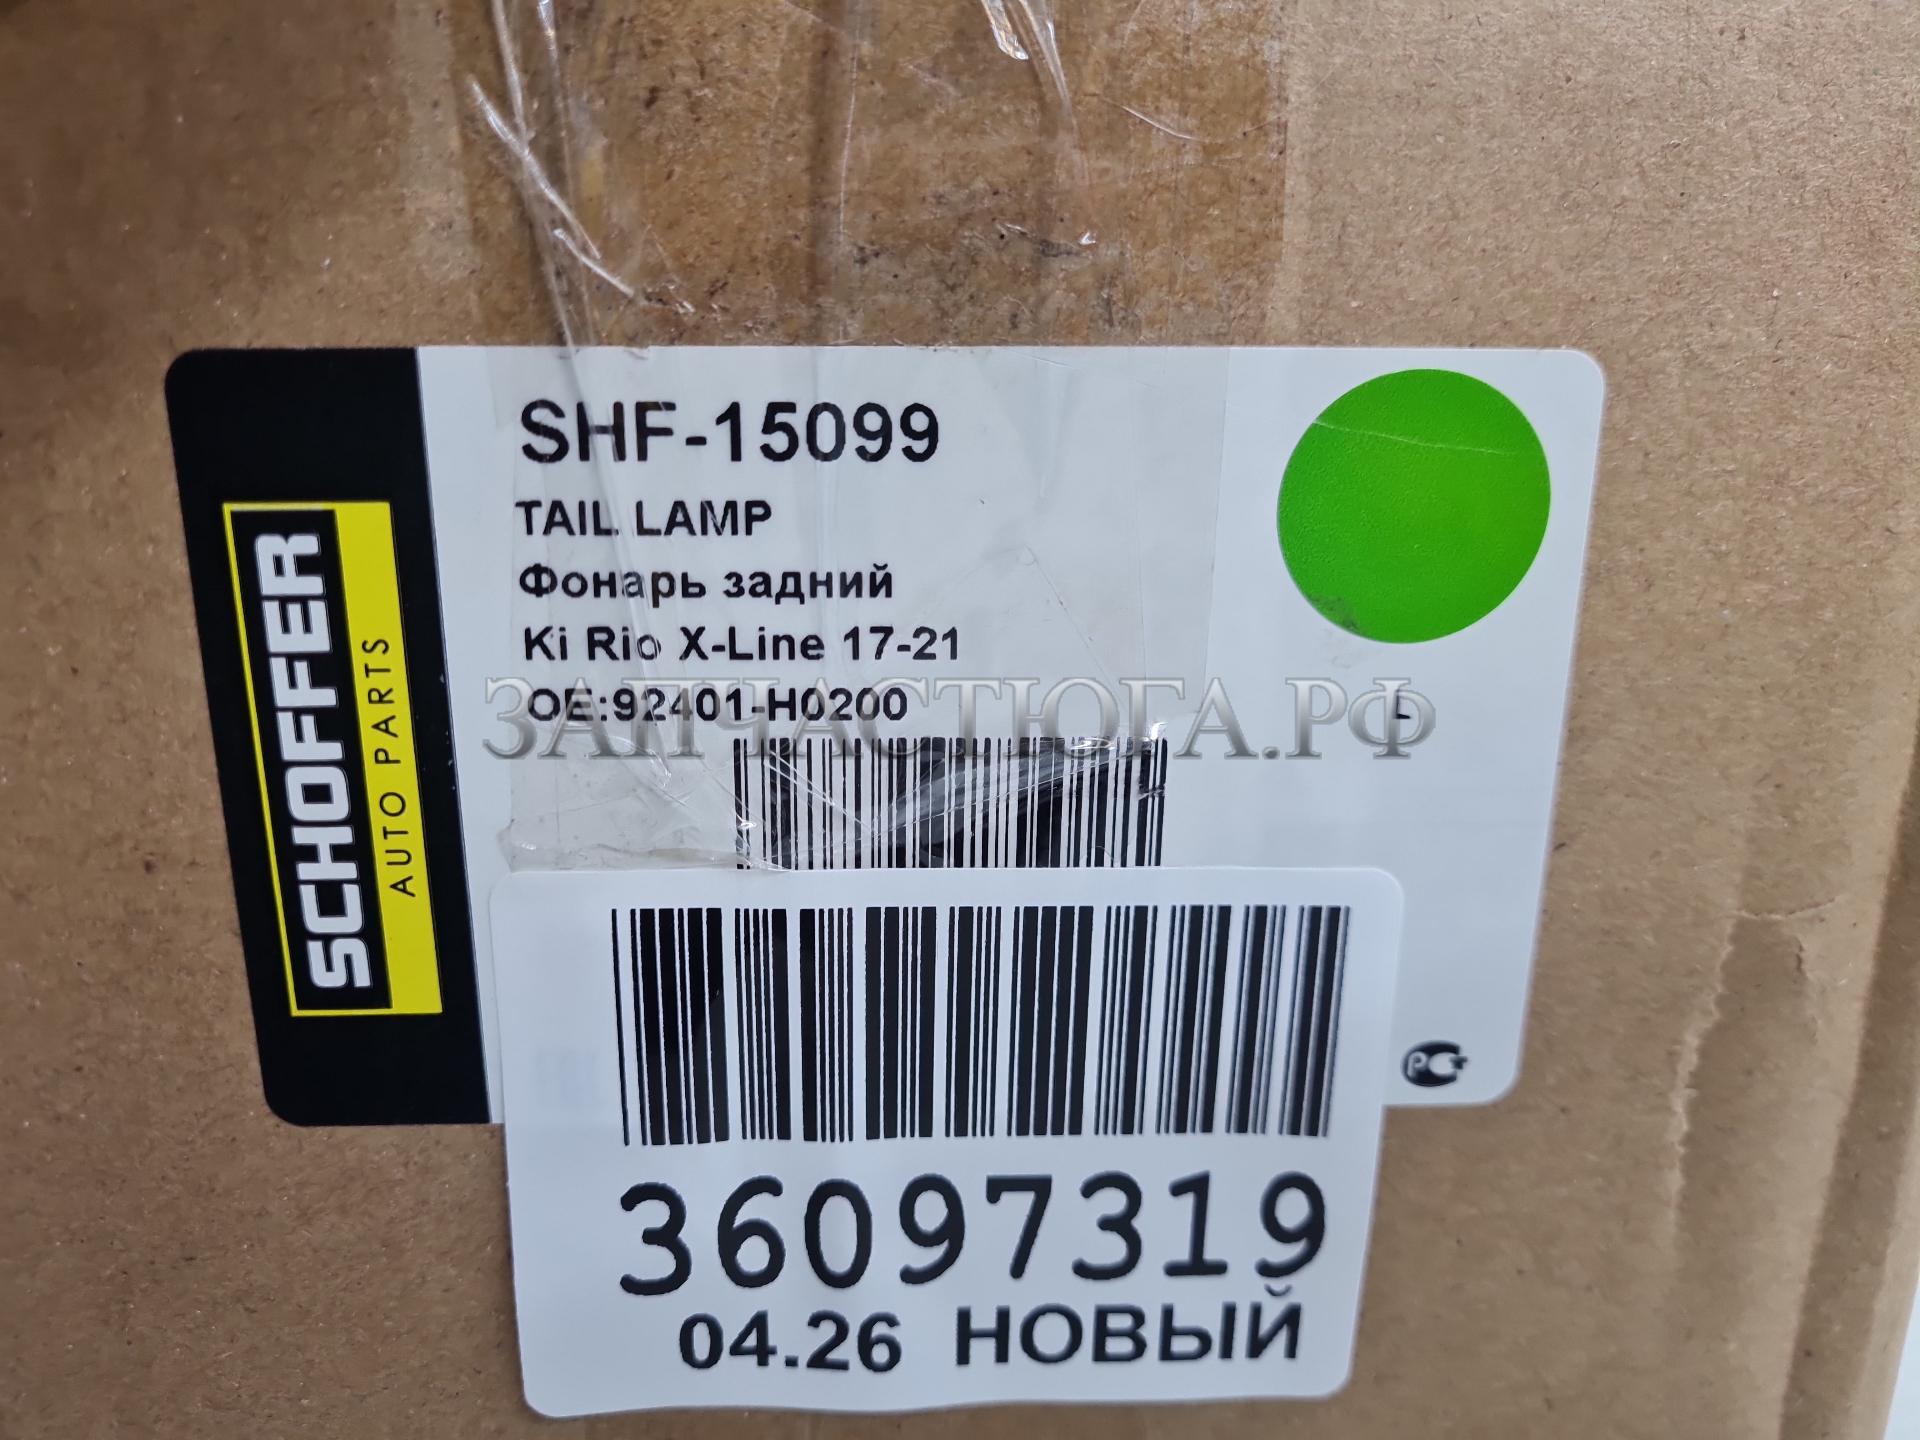 SHF-15099
TAIL LAMP
Фонарь задний
Ki Rio X-Line 17-21
OE:92401-H0200
L
ЗАПЧАСТЮГА.РФ
SCHOFFER
AUTO PARTS
РСТ
36097319
04.26 НОВЫЙ